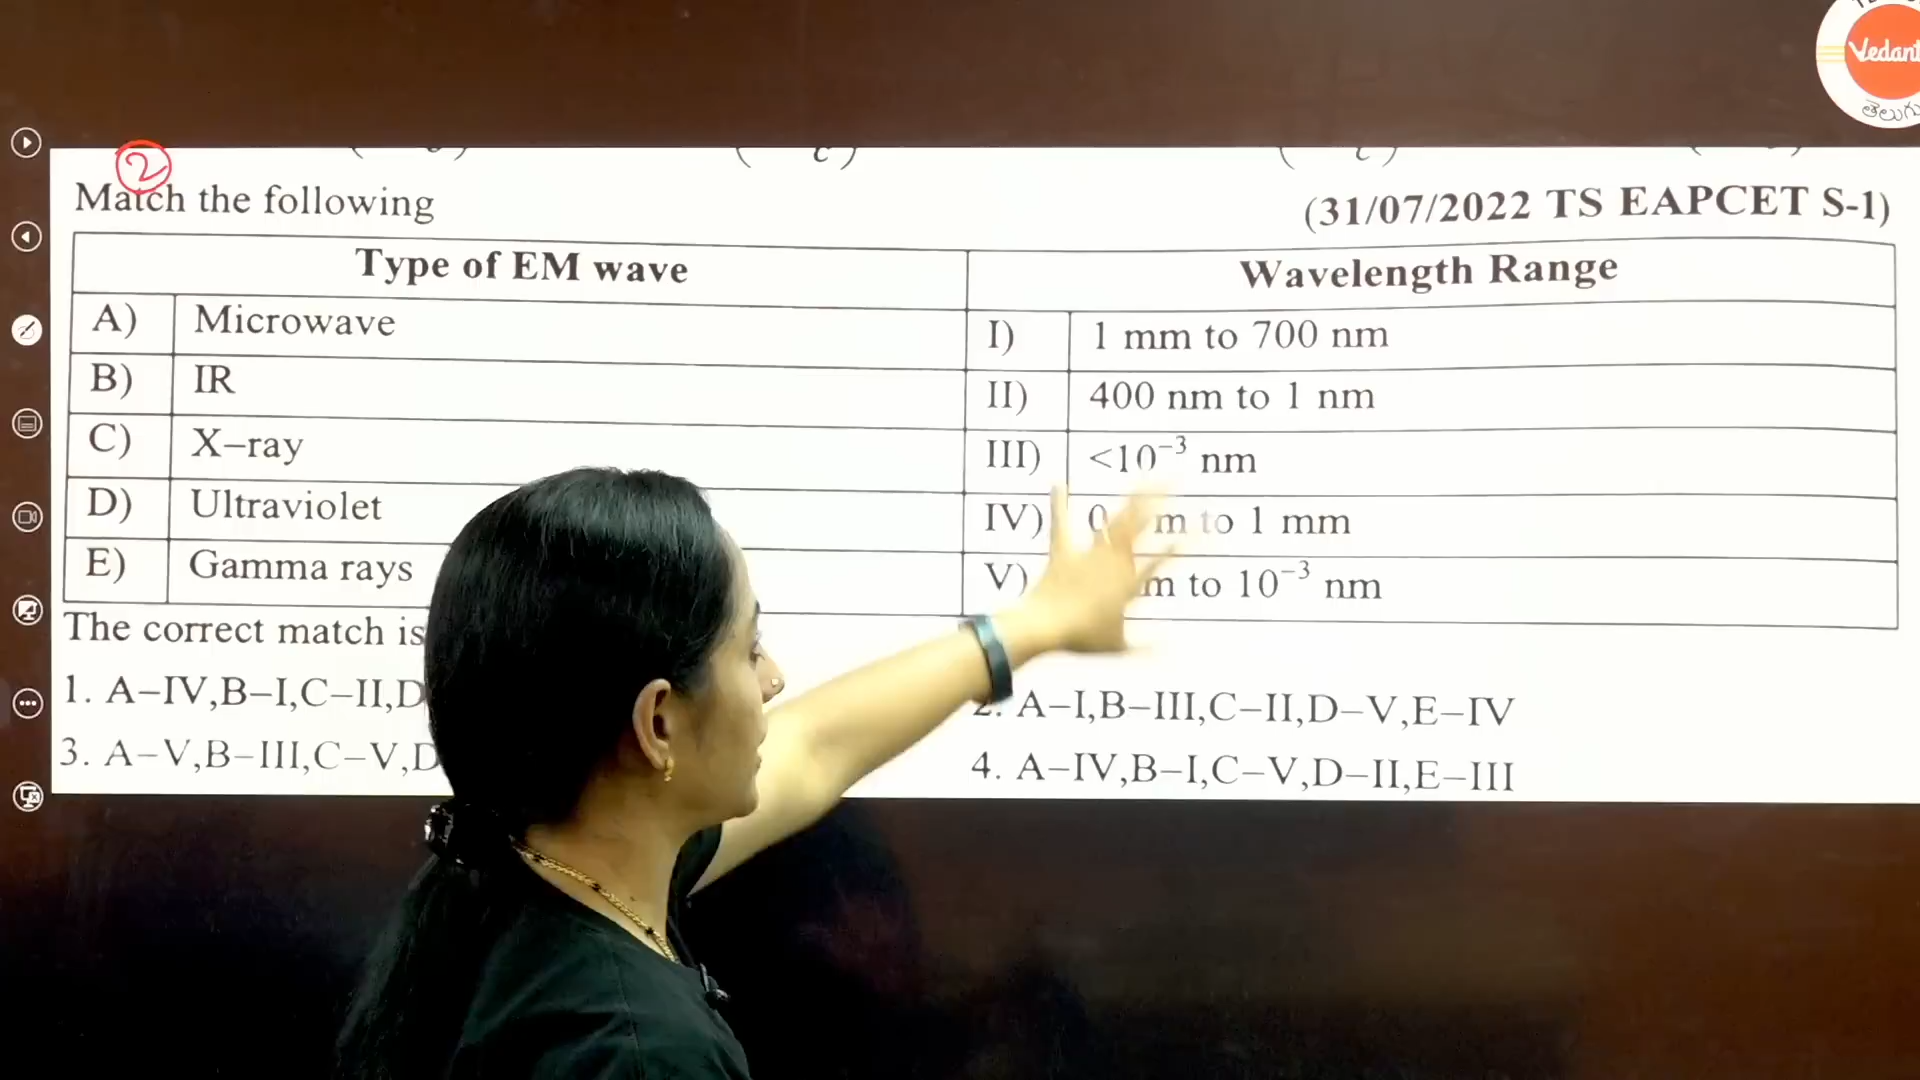 తెలుగు
2
Match the following
(31/07/2022 TS EAPCET S-1)
Type of EM wave
Wavelength Range
A) Microwave
I) 1 mm to 700 nm
B) IR
II) 400 nm to 1 nm
C) X–ray
III) <10⁻³ nm
D) Ultraviolet
IV) to 1 mm
E) Gamma rays
V) to 10⁻³ nm
The correct match is
1. A–IV,B–I,C–II,D
2. A–I,B–III,C–II,D–V,E–IV
3. A–V,B–III,C–V,D
4. A–IV,B–I,C–V,D–II,E–III